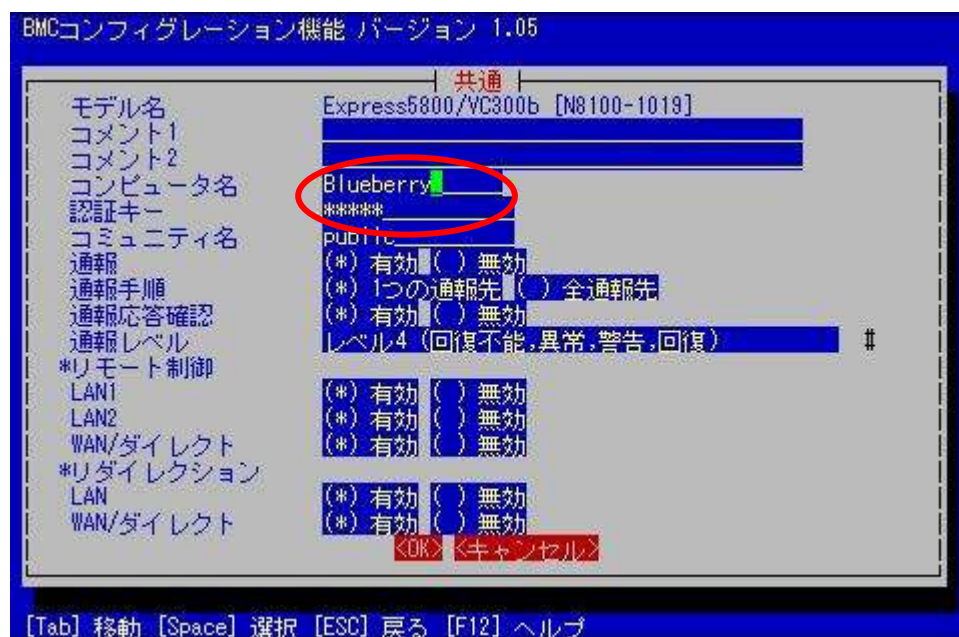 BMCコンフィグレーション機能 バージョン 1.05
共通
モデル名 Express5800/VC300b [N8100-1019]
コメント1
コメント2
コンピュータ名 Blueberry
認証キー *****
コミュニティ名 public
通報 (*) 有効 ( ) 無効
通報手順 (*) 1つの通報先 ( ) 全通報先
通報応答確認 (*) 有効 ( ) 無効
通報レベル レベル4 (回復不能,異常,警告,回復) #
*リモート制御
LAN1 (*) 有効 ( ) 無効
LAN2 (*) 有効 ( ) 無効
WAN/ダイレクト (*) 有効 ( ) 無効
*リダイレクション
LAN (*) 有効 ( ) 無効
WAN/ダイレクト (*) 有効 ( ) 無効
<OK> <キャンセル>
[Tab] 移動 [Space] 選択 [ESC] 戻る [F12] ヘルプ